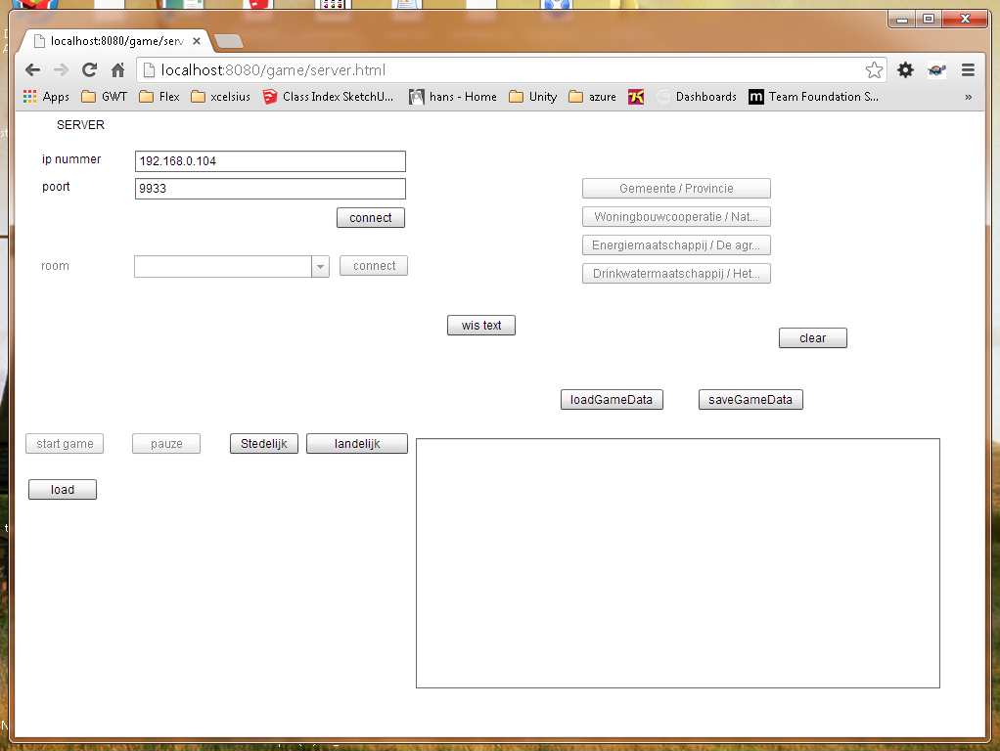 localhost:8080/game/serv
localhost:8080/game/server.html
Apps GWT Flex xcelsius Class Index SketchU... hans - Home Unity azure Dashboards Team Foundation S... »
SERVER
ip nummer 192.168.0.104
poort 9933
Gemeente / Provincie
connect
Woningbouwcooperatie / Nat...
Energiemaatschappij / De agr...
room connect
Drinkwatermaatschappij / Het...
wis text
clear
loadGameData saveGameData
start game pauze Stedelijk landelijk
load